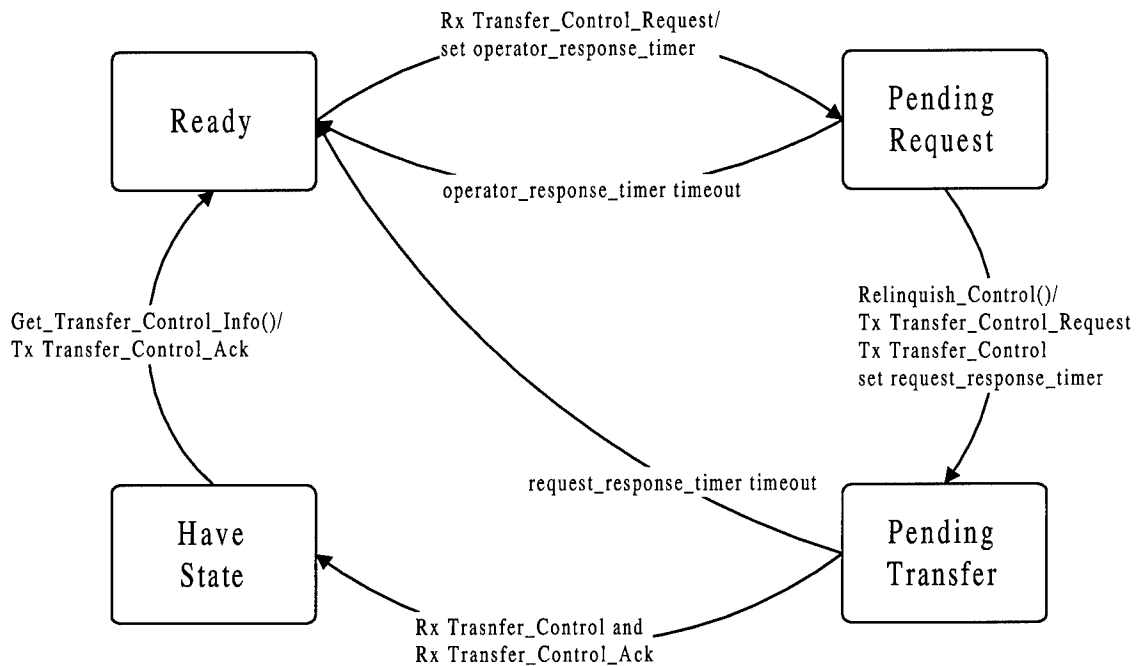 Rx Transfer_Control_Request/
set operator_response_timer
Ready
Pending
Request
operator_response_timer timeout
Get_Transfer_Control_Info()/
Tx Transfer_Control_Ack
Relinquish_Control()/
Tx Transfer_Control_Request
Tx Transfer_Control
set request_response_timer
request_response_timer timeout
Have
State
Pending
Transfer
Rx Trasnfer_Control and
Rx Transfer_Control_Ack